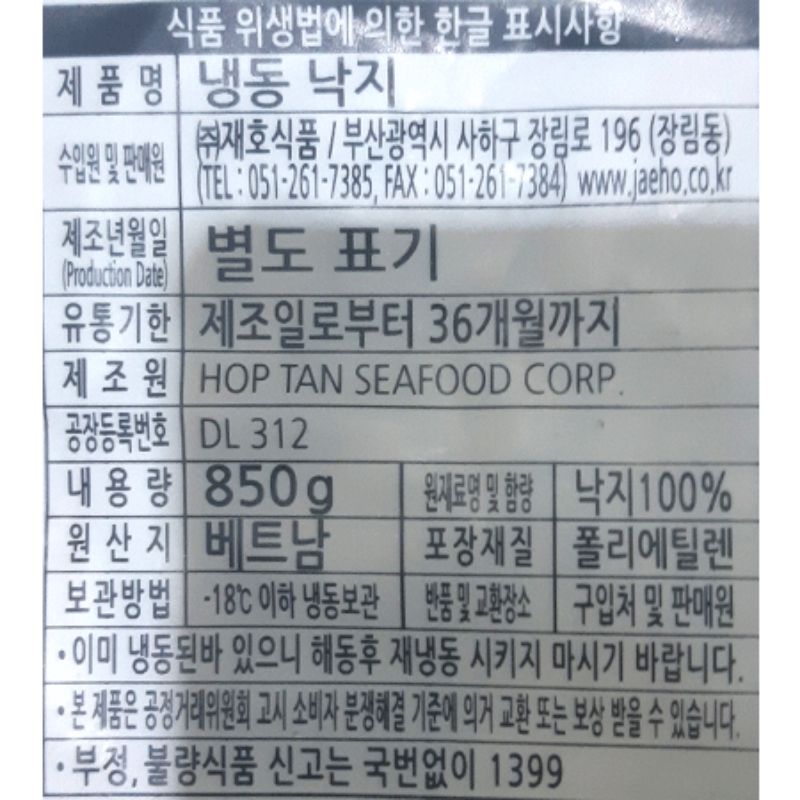 식품 위생법에 의한 한글 표시사항
제 품 명 냉동 낙지
수입원 및 판매원 (주)재호식품 / 부산광역시 사하구 장림로 196 (장림동)
(TEL : 051-261-7385, FAX : 051-261-7384) www.jaeho.co.kr
제조년월일 별도 표기
(Production Date)
유통기한 제조일로부터 36개월까지
제 조 원 HOP TAN SEAFOOD CORP.
공장등록번호 DL 312
내 용 량 850g 원재료명 및 함량 낙지100%
원 산 지 베트남 포장재질 폴리에틸렌
보관방법 -18℃ 이하 냉동보관 반품 및 교환장소 구입처 및 판매원
·이미 냉동된바 있으니 해동후 재냉동 시키지 마시기 바랍니다.
·본 제품은 공정거래위원회 고시 소비자 분쟁해결 기준에 의거 교환 또는 보상 받을 수 있습니다.
·부정, 불량식품 신고는 국번없이 1399